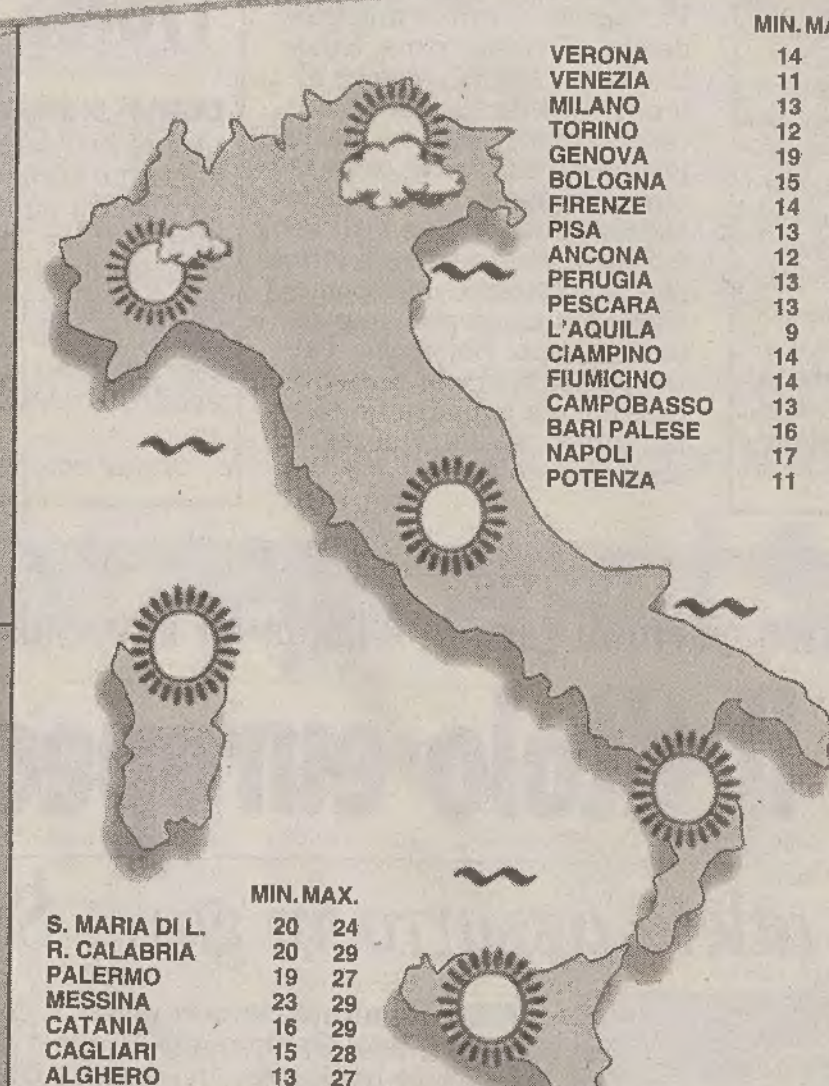 MIN. MA
VERONA 14
VENEZIA 11
MILANO 13
TORINO 12
GENOVA 19
BOLOGNA 15
FIRENZE 14
PISA 13
ANCONA 12
PERUGIA 13
PESCARA 13
L'AQUILA 9
CIAMPINO 14
FIUMICINO 14
CAMPOBASSO 13
BARI PALESE 16
NAPOLI 17
POTENZA 11
MIN. MAX.
S. MARIA DI L. 20 24
R. CALABRIA 20 29
PALERMO 19 27
MESSINA 23 29
CATANIA 16 29
CAGLIARI 15 28
ALGHERO 13 27